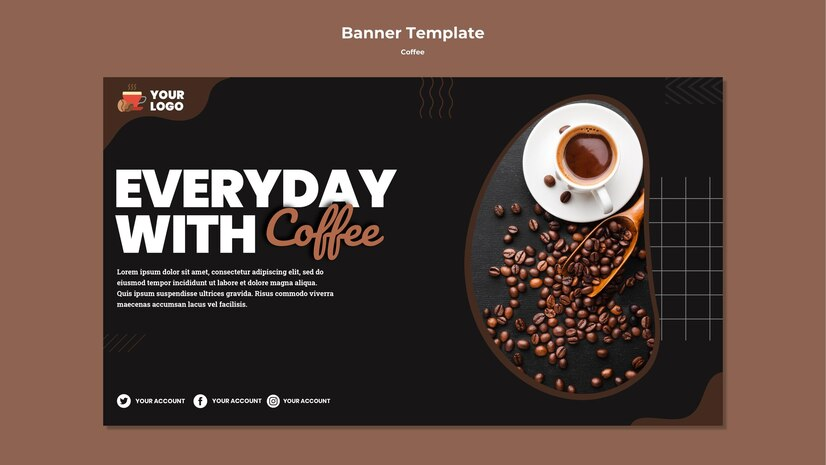 Banner Template
Coffee
YOUR
LOGO
EVERYDAY
WITH Coffee
Lorem ipsum dolor sit amet, consectetur adipiscing elit, sed do
eiusmod tempor incididunt ut labore et dolore magna aliqua.
Quis ipsum suspendisse ultrices gravida. Risus commodo viverra
maecenas accumsan lacus vel facilisis.
YOUR ACCOUNT YOUR ACCOUNT YOUR ACCOUNT